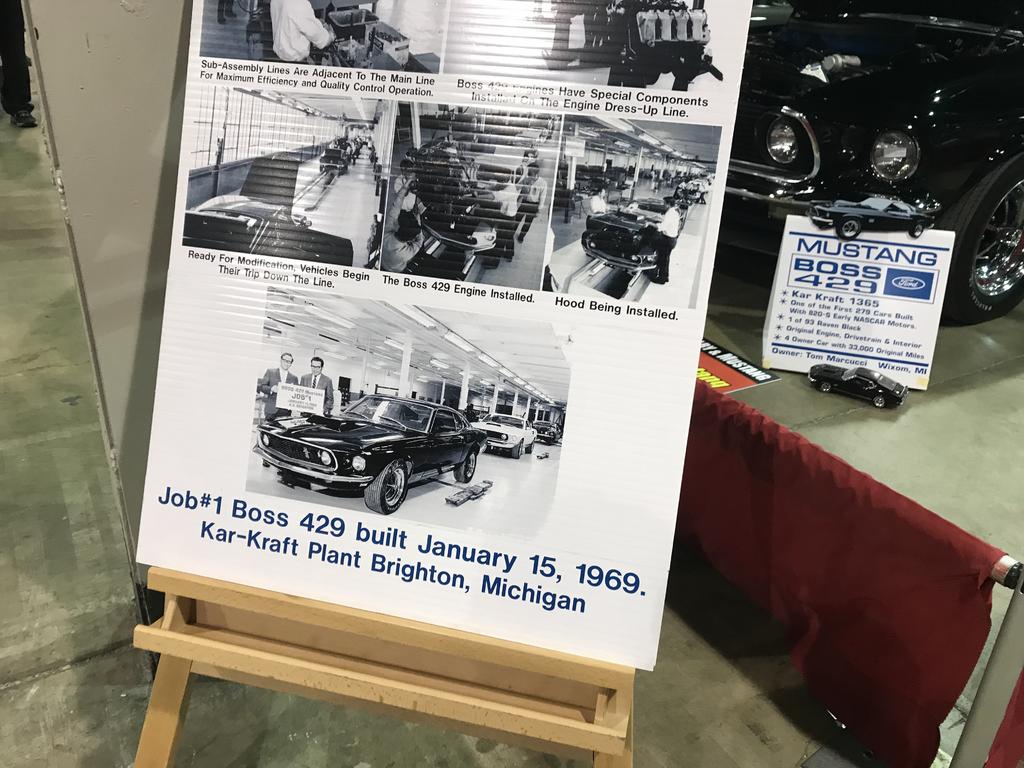 Sub-Assembly Lines Are Adjacent To The Main Line
For Maximum Efficiency and Quality Control Operation.
Boss 429 Engines Have Special Components
Installed On The Engine Dress-Up Line.
Ready For Modification, Vehicles Begin
Their Trip Down The Line.
The Boss 429 Engine Installed.
Hood Being Installed.
JOB#1
Job#1 Boss 429 built January 15, 1969.
Kar-Kraft Plant Brighton, Michigan
MUSTANG
BOSS
429
Ford
* Kar Kraft 1365
* One of the First 279 Cars Built
With 820-S Early NASCAR Motors.
* 1 of 93 Raven Black
* Original Engine, Drivetrain & Interior
* 4 Owner Car with 33,000 Original Miles
Owner: Tom Marcucci Wixom, MI